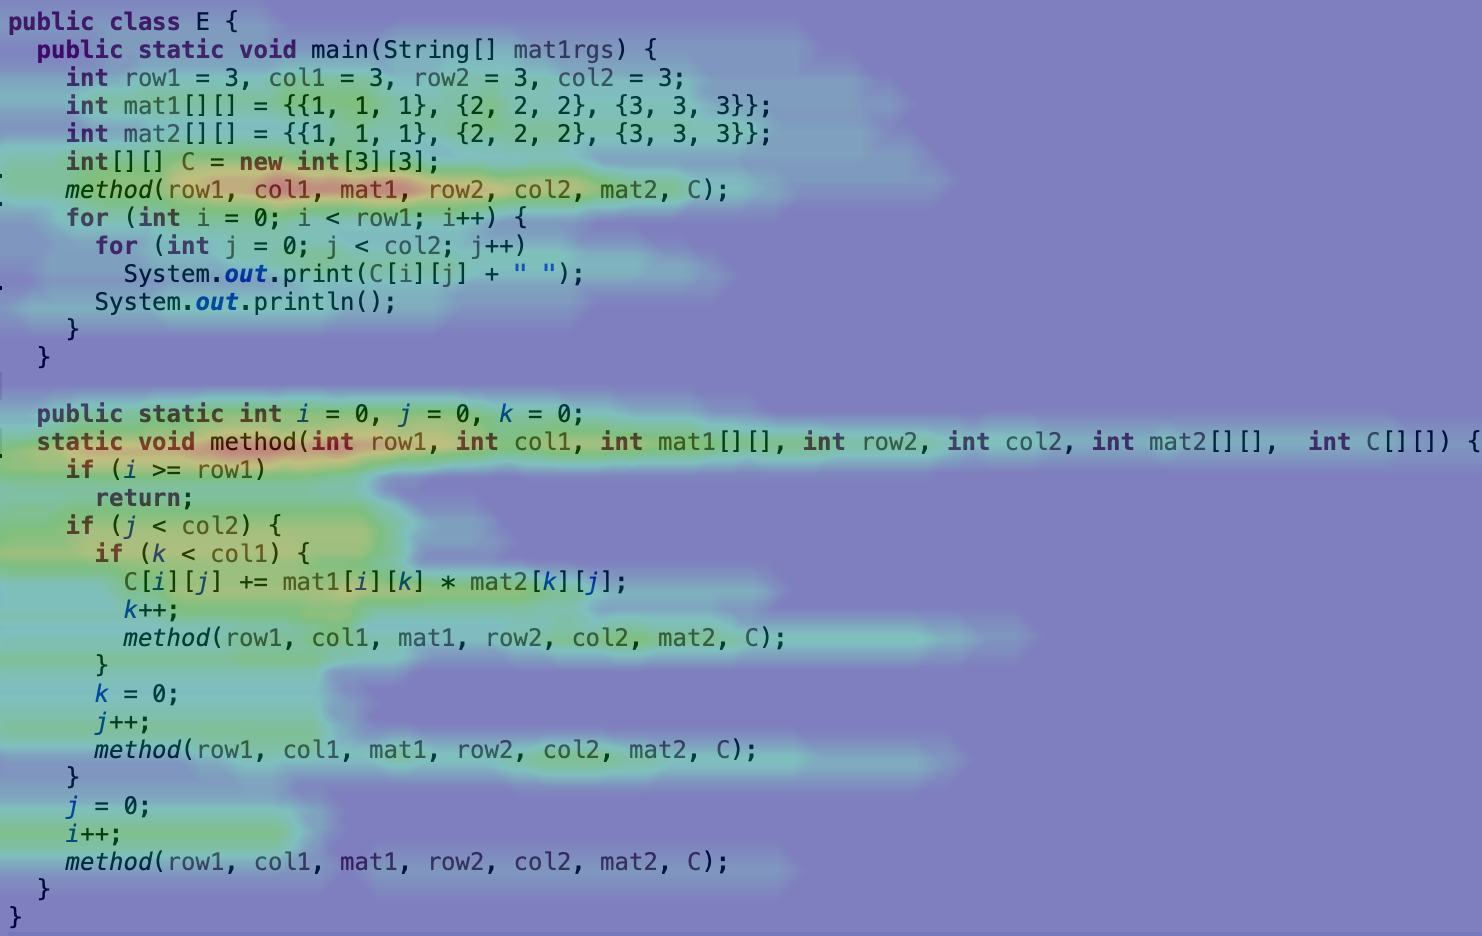 public class E {
  public static void main(String[] mat1rgs) {
    int row1 = 3, col1 = 3, row2 = 3, col2 = 3;
    int mat1[][] = {{1, 1, 1}, {2, 2, 2}, {3, 3, 3}};
    int mat2[][] = {{1, 1, 1}, {2, 2, 2}, {3, 3, 3}};
    int[][] C = new int[3][3];
    method(row1, col1, mat1, row2, col2, mat2, C);
    for (int i = 0; i < row1; i++) {
      for (int j = 0; j < col2; j++)
        System.out.print(C[i][j] + " ");
      System.out.println();
    }
  }

  public static int i = 0, j = 0, k = 0;
  static void method(int row1, int col1, int mat1[][], int row2, int col2, int mat2[][],  int C[][]) {
    if (i >= row1)
      return;
    if (j < col2) {
      if (k < col1) {
        C[i][j] += mat1[i][k] * mat2[k][j];
        k++;
        method(row1, col1, mat1, row2, col2, mat2, C);
      }
      k = 0;
      j++;
      method(row1, col1, mat1, row2, col2, mat2, C);
    }
    j = 0;
    i++;
    method(row1, col1, mat1, row2, col2, mat2, C);
  }
}